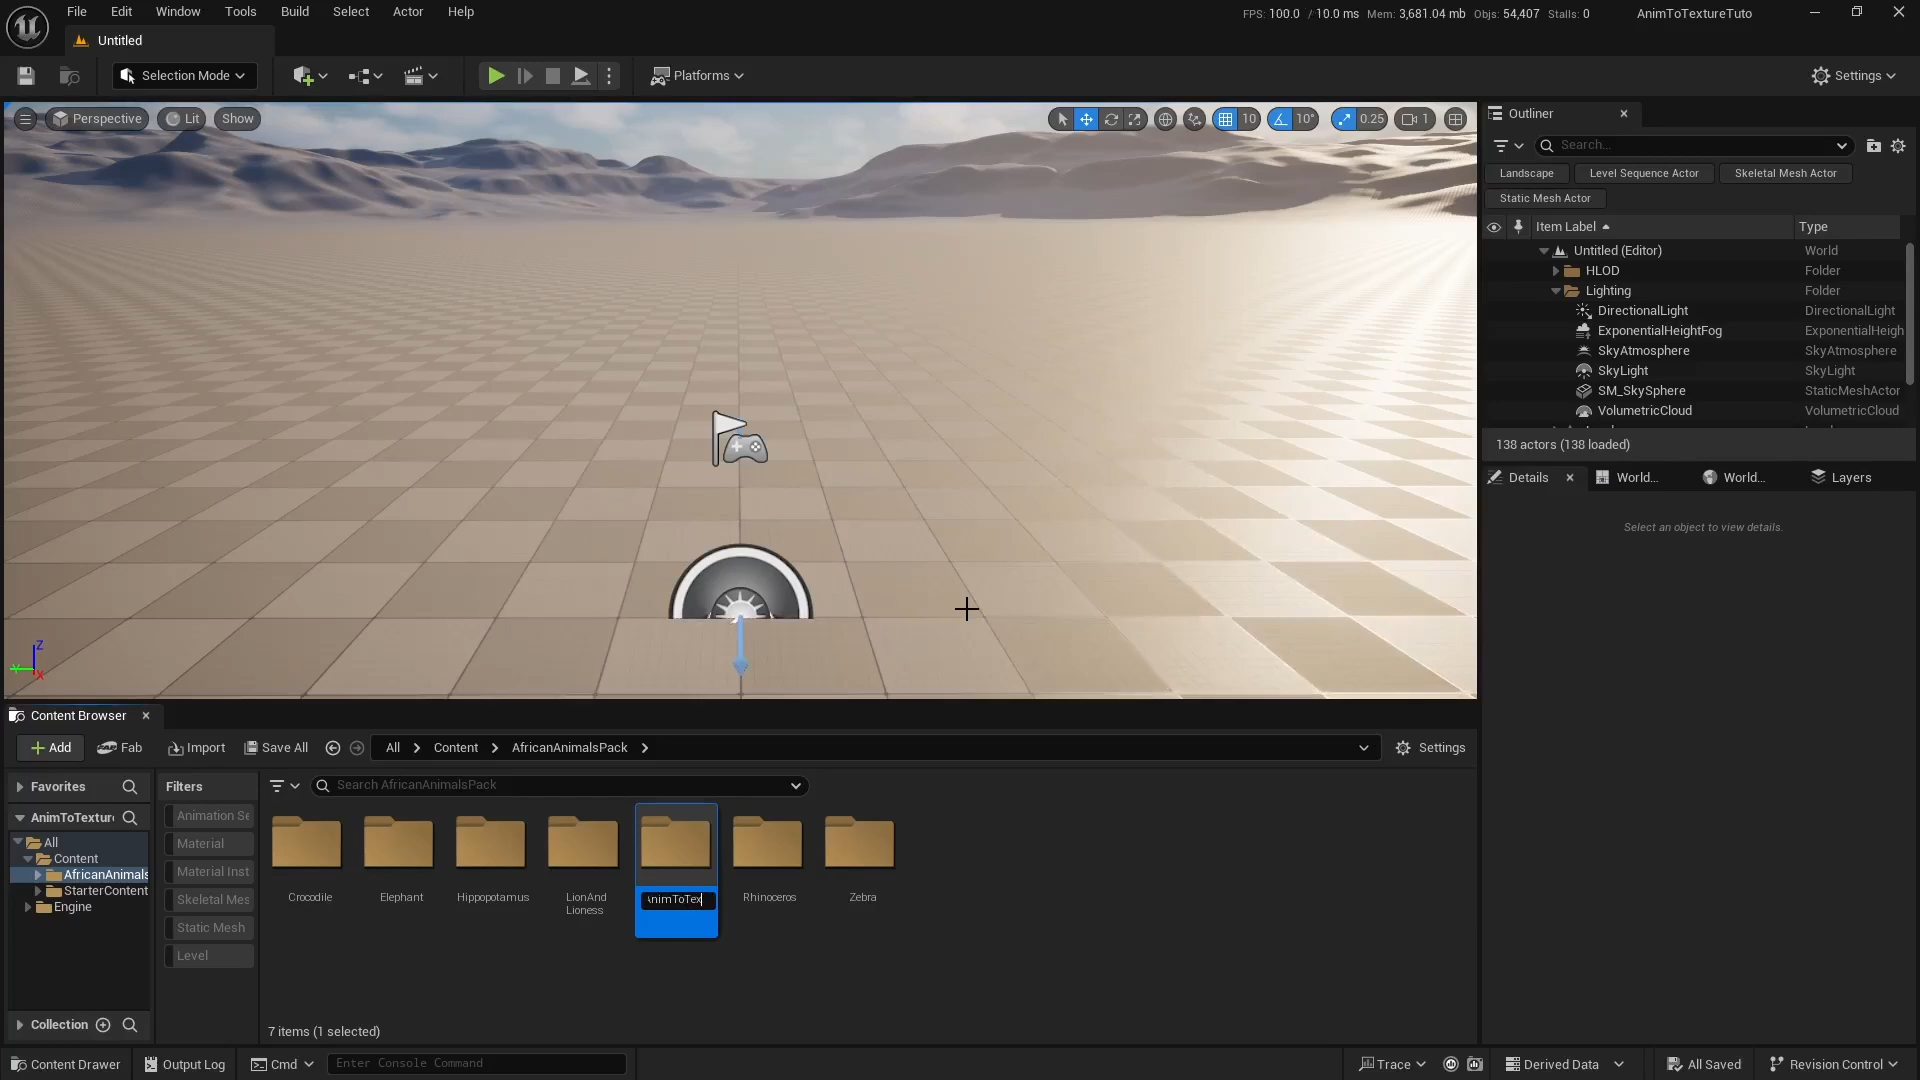 File Edit Window Tools Build Select Actor Help
FPS: 100.0 / 10.0 ms Mem: 3,681.04 mb Objs: 54,407 Stalls: 0
AnimToTextureTuto
Untitled
Selection Mode
Platforms
Settings
Perspective
Lit
Show
10
10°
0.25
1
Outliner
Search...
Landscape
Level Sequence Actor
Skeletal Mesh Actor
Static Mesh Actor
Item Label Type
Untitled (Editor) World
HLOD Folder
Lighting Folder
DirectionalLight DirectionalLight
ExponentialHeightFog ExponentialHeigh
SkyAtmosphere SkyAtmosphere
SkyLight SkyLight
SM_SkySphere StaticMeshActor
VolumetricCloud VolumetricCloud
138 actors (138 loaded)
Details
World...
World...
Layers
Select an object to view details.
Z
Y
X
Content Browser
Add
Fab
Import
Save All
All
Content
AfricanAnimalsPack
Settings
Favorites
AnimToTextur
All
Content
AfricanAnimals
StarterContent
Engine
Collection
Filters
Animation Se
Material
Material Inst
Skeletal Mes
Static Mesh
Level
Search AfricanAnimalsPack
Crocodile
Elephant
Hippopotamus
LionAnd
Lioness
AnimToTex
Rhinoceros
Zebra
7 items (1 selected)
Content Drawer
Output Log
Cmd
Enter Console Command
Trace
Derived Data
All Saved
Revision Control